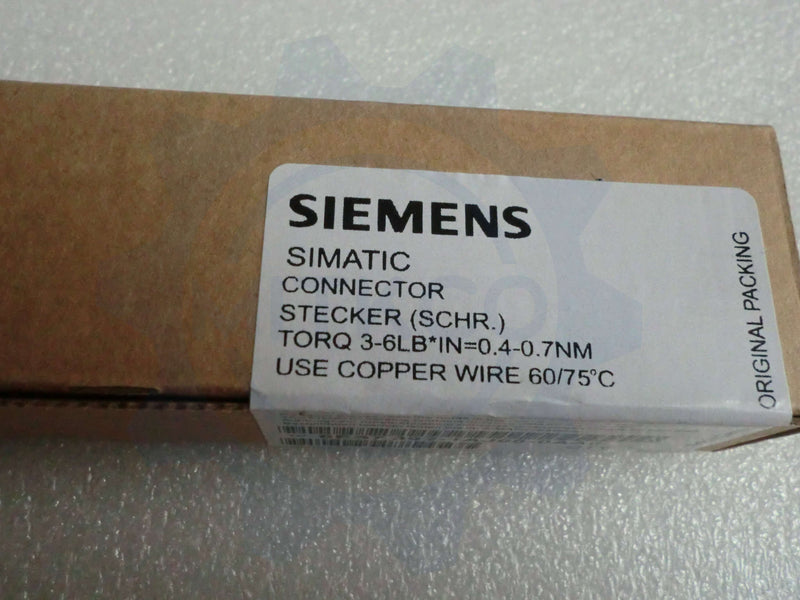 SIEMENS
SIMATIC
CONNECTOR
STECKER (SCHR.)
TORQ 3-6LB*IN=0.4-0.7NM
USE COPPER WIRE 60/75°C
ORIGINAL PACKING